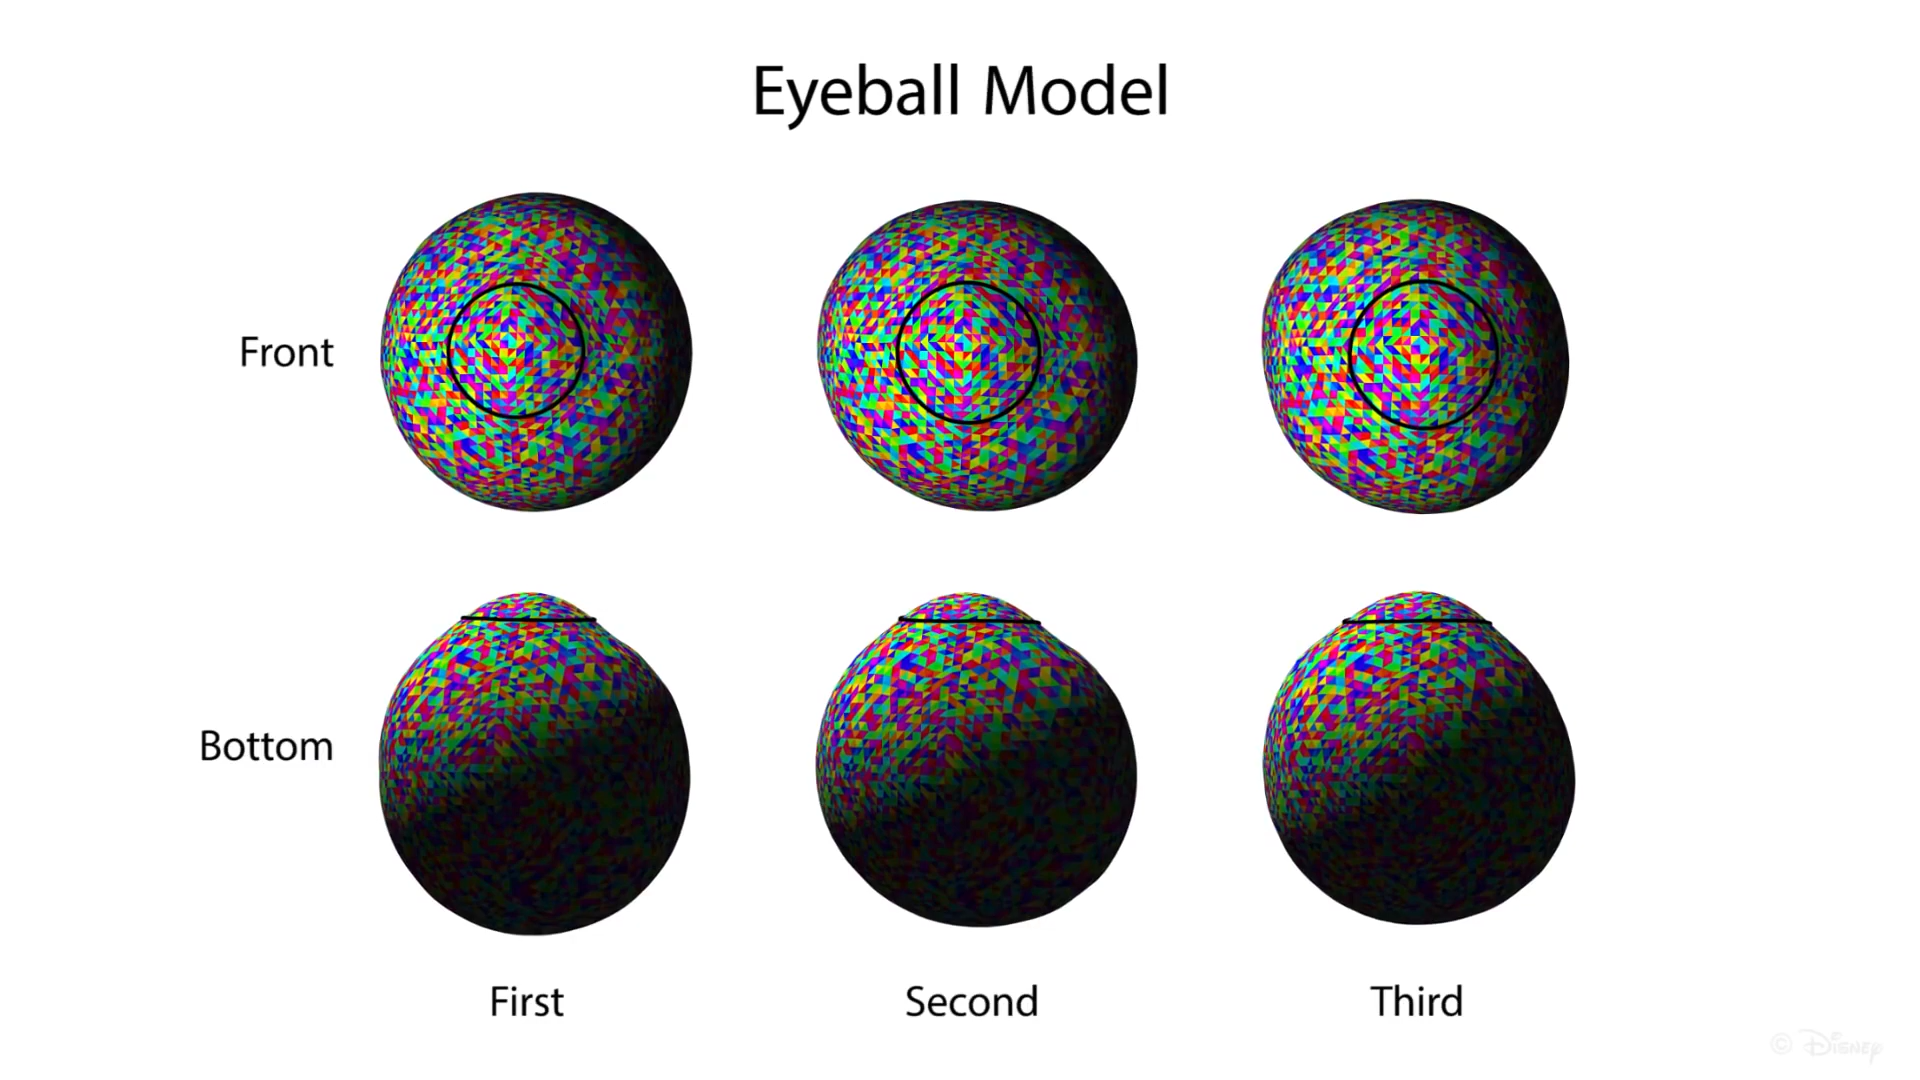 Eyeball Model
Front
Bottom
First
Second
Third
© Disney